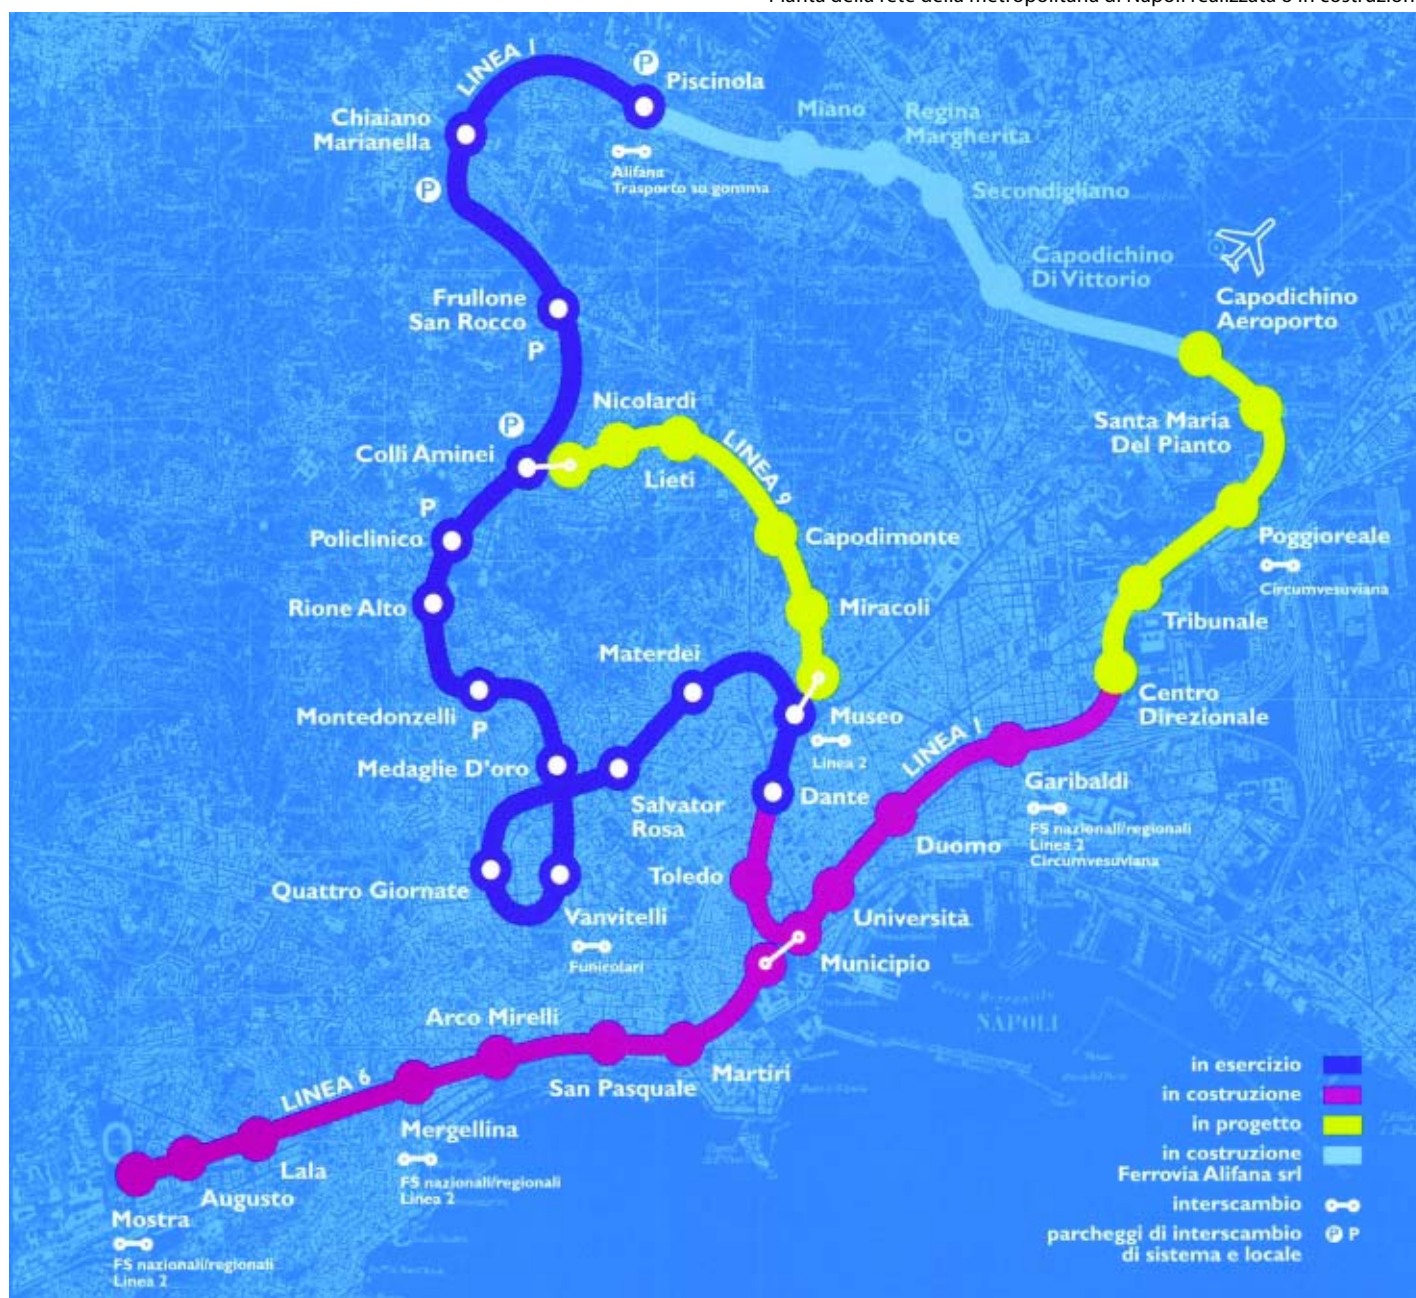 Pianta della rete della metropolitana di Napoli realizzata o in costruzion
LINEA 1
P
Piscinola
Chiaiano
Marianella
Miano
Regina
Margherita
Alifana
Trasporto su gomma
P
Secondigliano
Capodichino
Di Vittorio
Capodichino
Aeroporto
Frullone
San Rocco
P
Nicolardi
P
Santa Maria
Del Pianto
Colli Aminei
LINEA 9
Lieti
P
Policlinico
Capodimonte
Poggioreale
Circumvesuviana
Rione Alto
Miracoli
Tribunale
Materdei
Montedonzelli
P
Museo
Linea 2
Centro
Direzionale
LINEA 1
Medaglie D'oro
Garibaldi
FS nazionali/regionali
Linea 2
Circumvesuviana
Salvator
Rosa
Dante
Duomo
Quattro Giornate
Toledo
Vanvitelli
Funicolari
Università
Municipio
NÀPOLI
Arco Mirelli
San Pasquale
Martiri
LINEA 6
Mergellina
FS nazionali/regionali
Linea 2
Lala
Augusto
Mostra
FS nazionali/regionali
Linea 2
in esercizio
in costruzione
in progetto
in costruzione
Ferrovia Alifana srl
interscambio
parcheggi di interscambio P P
di sistema e locale